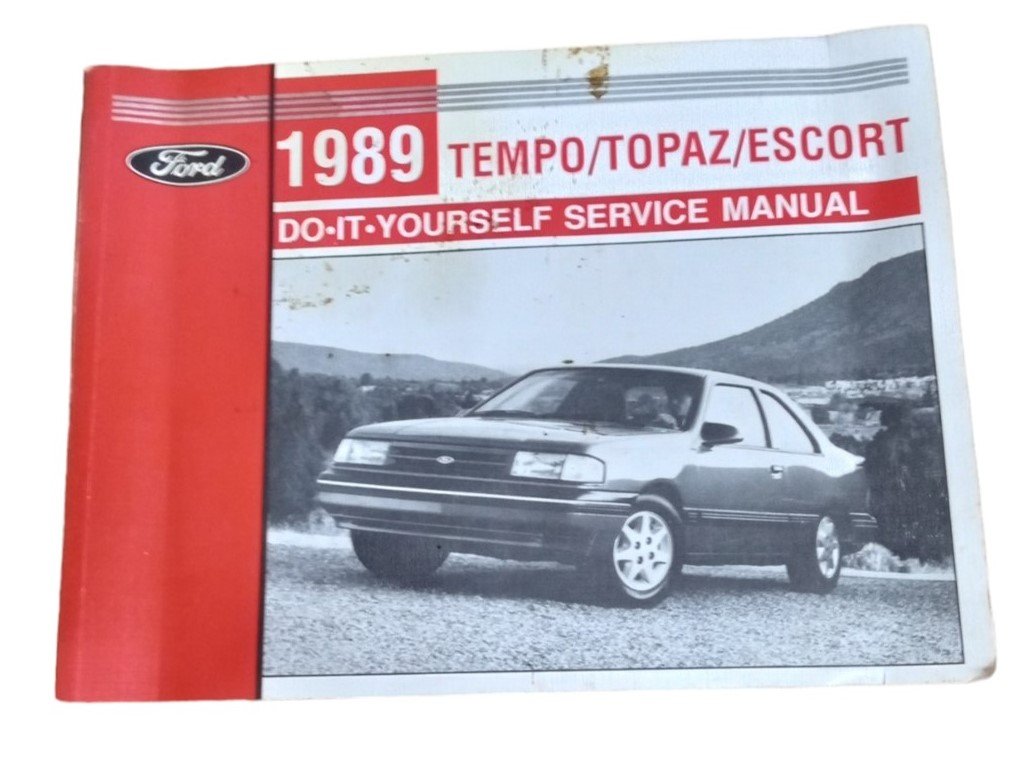 Ford
1989
TEMPO/TOPAZ/ESCORT
DO•IT•YOURSELF SERVICE MANUAL